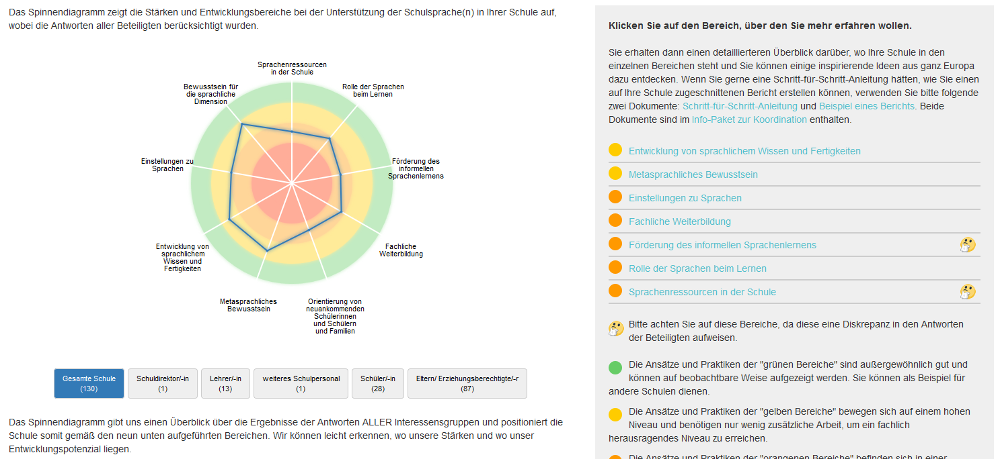 Das Spinnendiagramm zeigt die Stärken und Entwicklungsbereiche bei der Unterstützung der Schulsprache(n) in Ihrer Schule auf,
wobei die Antworten aller Beteiligten berücksichtigt wurden.
Sprachenressourcen
in der Schule
Rolle der Sprachen
beim Lernen
Förderung des
informellen
Sprachenlernens
Fachliche
Weiterbildung
Orientierung von
neuankommenden
Schülerinnen
und Schülern
und Familien
Metasprachliches
Bewusstsein
Entwicklung von
sprachlichem
Wissen und
Fertigkeiten
Einstellungen zu
Sprachen
Bewusstsein für
die sprachliche
Dimension
Gesamte Schule
(130)
Schuldirektor/-in
(1)
Lehrer/-in
(13)
weiteres Schulpersonal
(1)
Schüler/-in
(28)
Eltern/ Erziehungsberechtigte/-r
(87)
Das Spinnendiagramm gibt uns einen Überblick über die Ergebnisse der Antworten ALLER Interessensgruppen und positioniert die
Schule somit gemäß den neun unten aufgeführten Bereichen. Wir können leicht erkennen, wo unsere Stärken und wo unser
Entwicklungspotenzial liegen.
Klicken Sie auf den Bereich, über den Sie mehr erfahren wollen.
Sie erhalten dann einen detaillierteren Überblick darüber, wo Ihre Schule in den
einzelnen Bereichen steht und Sie können einige inspirierende Ideen aus ganz Europa
dazu entdecken. Wenn Sie gerne eine Schritt-für-Schritt-Anleitung hätten, wie Sie einen
auf Ihre Schule zugeschnittenen Bericht erstellen können, verwenden Sie bitte folgende
zwei Dokumente: Schritt-für-Schritt-Anleitung und Beispiel eines Berichts. Beide
Dokumente sind im Info-Paket zur Koordination enthalten.
Entwicklung von sprachlichem Wissen und Fertigkeiten
Metasprachliches Bewusstsein
Einstellungen zu Sprachen
Fachliche Weiterbildung
Förderung des informellen Sprachenlernens
Rolle der Sprachen beim Lernen
Sprachenressourcen in der Schule
Bitte achten Sie auf diese Bereiche, da diese eine Diskrepanz in den Antworten
der Beteiligten aufweisen.
Die Ansätze und Praktiken der "grünen Bereiche" sind außergewöhnlich gut und
können auf beobachtbare Weise aufgezeigt werden. Sie können als Beispiel für
andere Schulen dienen.
Die Ansätze und Praktiken der "gelben Bereiche" bewegen sich auf einem hohen
Niveau und benötigen nur wenig zusätzliche Arbeit, um ein fachlich
herausragendes Niveau zu erreichen.
Die Ansätze und Praktiken der "orangenen Bereiche" befinden sich in einer